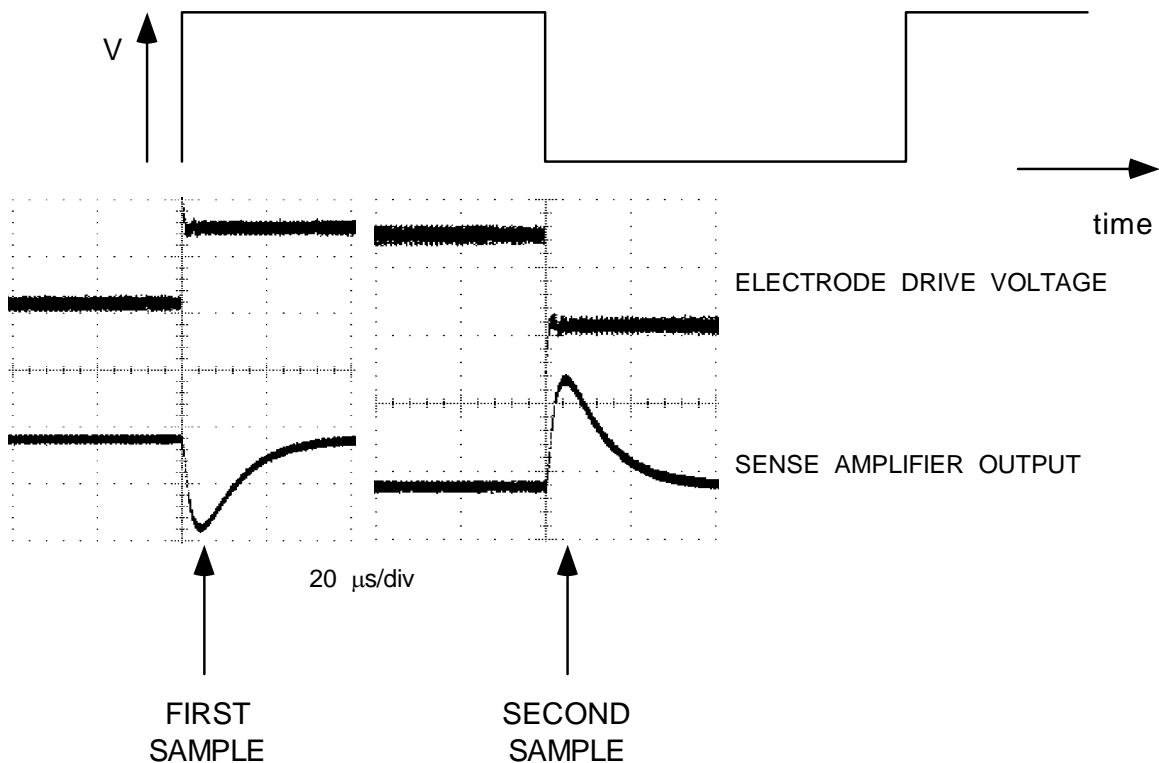 V
time
ELECTRODE DRIVE VOLTAGE
SENSE AMPLIFIER OUTPUT
20 μs/div
FIRST
SAMPLE
SECOND
SAMPLE